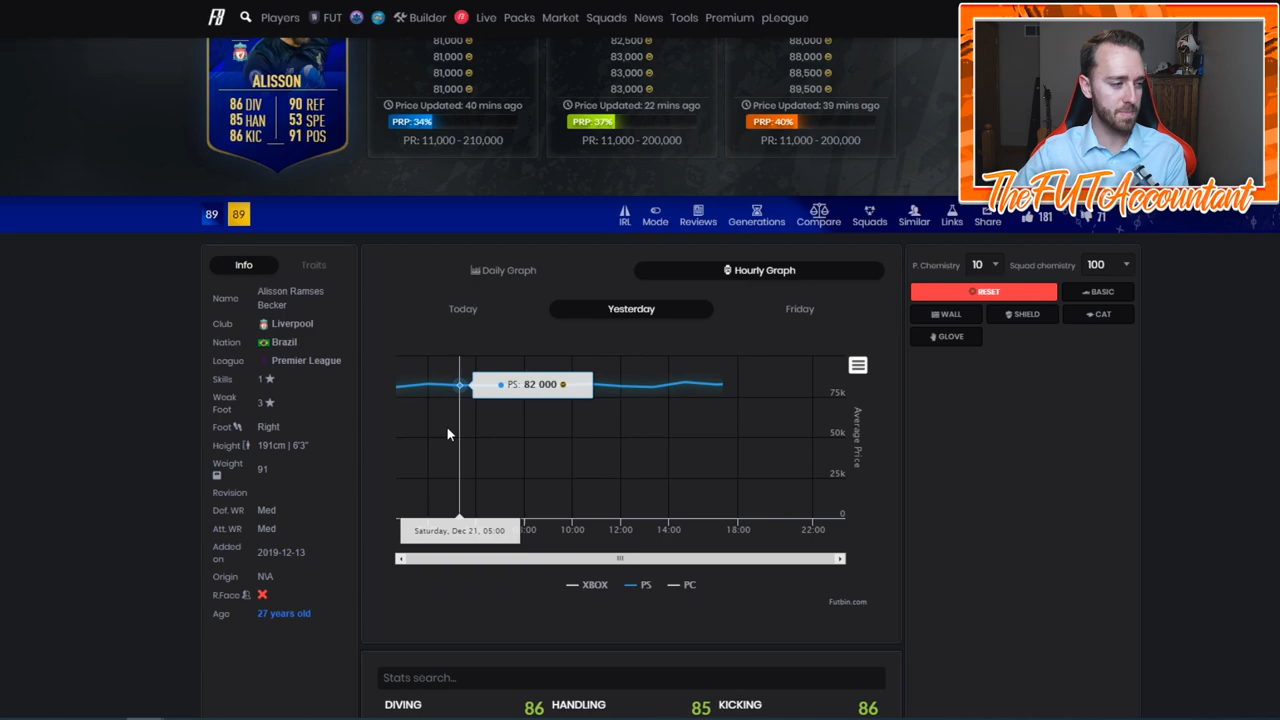 F8 Players FUT Builder Live Packs Market Squads News Tools Premium pLeague
81,000 82,500 88,000
81,000 83,000 88,000
81,000 83,000 88,500
81,000 83,000 89,500
ALISSON
86 DIV 90 REF
85 HAN 53 SPE
86 KIC 91 POS
Price Updated: 40 mins ago Price Updated: 22 mins ago Price Updated: 39 mins ago
PRP: 34% PRP: 37% PRP: 40%
PR: 11,000 - 210,000 PR: 11,000 - 200,000 PR: 11,000 - 200,000
TheFUTAccountant
89 89
IRL Mode Reviews Generations Compare Squads Similar Links Share 181 71
Info Traits
Name Alisson Ramses Becker
Club Liverpool
Nation Brazil
League Premier League
Skills 1
Weak Foot 3
Foot Right
Height 191cm | 6'3"
Weight 91
Revision
Def. WR Med
Att. WR Med
Added on 2019-12-13
Origin N\A
R.Face
Age 27 years old
Daily Graph Hourly Graph
Today Yesterday Friday
PS: 82 000
75k
50k
25k
0
Average Price
Saturday, Dec 21, 05:00
:00 10:00 12:00 14:00 18:00 22:00
XBOX PS PC
Futbin.com
P. Chemistry 10 Squad chemistry 100
RESET BASIC
WALL SHIELD CAT
GLOVE
Stats search...
DIVING 86 HANDLING 85 KICKING 86